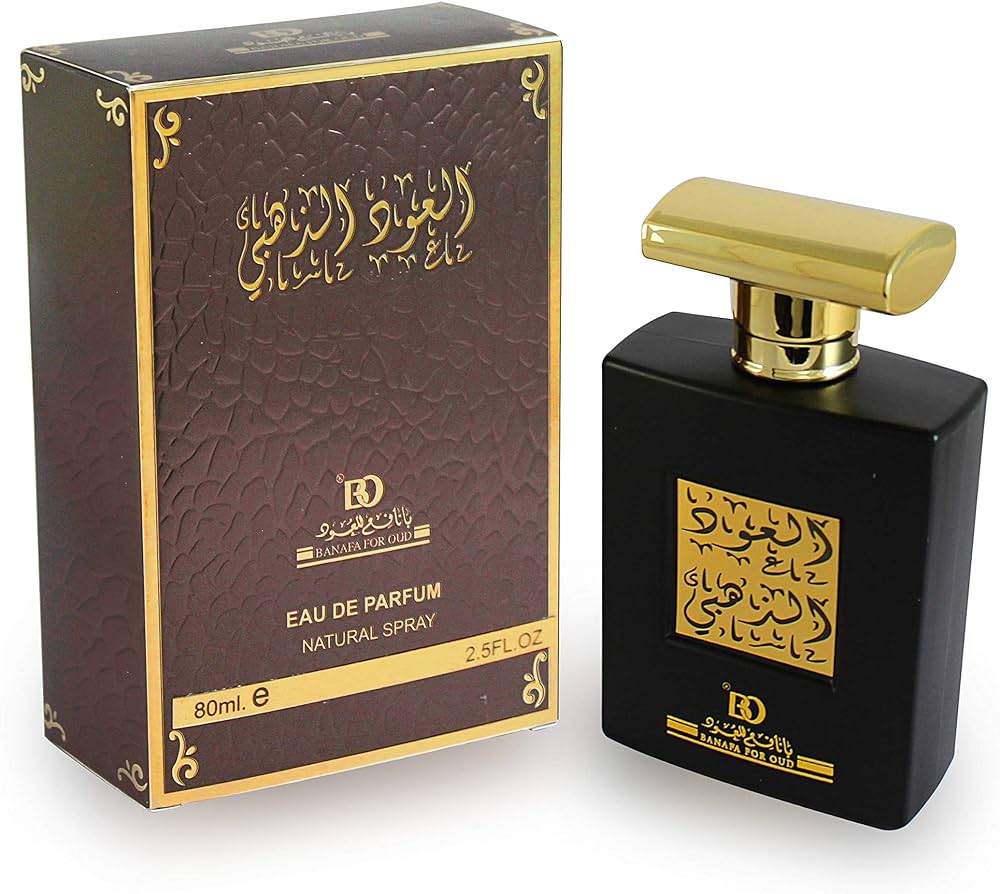 العود الذهبي
BO
بانافع للعود
BANAFA FOR OUD
EAU DE PARFUM
NATURAL SPRAY
80ml. e
2.5FL.OZ
العود
الذهبي
BO
بانافع للعود
BANAFA FOR OUD